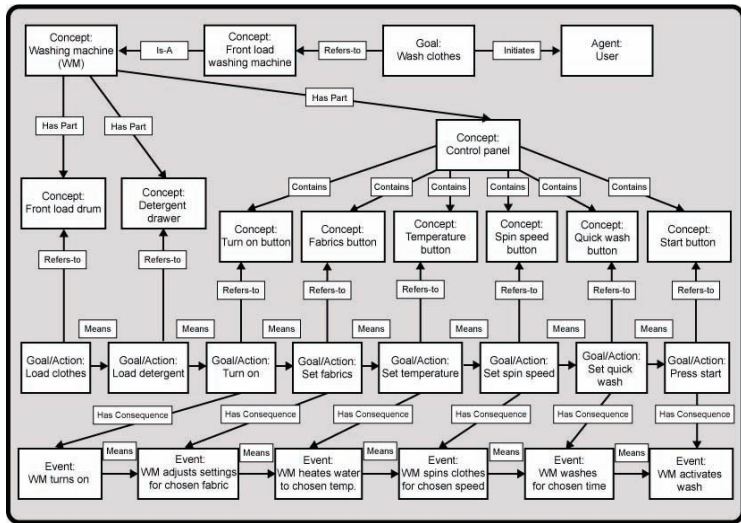 Concept:
Washing machine
(WM)
Is-A
Concept:
Front load
washing machine
Refers-to
Goal:
Wash clothes
Initiates
Agent:
User
Has Part
Has Part
Has Part
Concept:
Control panel
Concept:
Front load drum
Concept:
Detergent
drawer
Contains
Contains
Contains
Contains
Contains
Contains
Concept:
Turn on button
Concept:
Fabrics button
Concept:
Temperature
button
Concept:
Spin speed
button
Concept:
Quick wash
button
Concept:
Start button
Refers-to
Refers-to
Refers-to
Refers-to
Refers-to
Refers-to
Refers-to
Refers-to
Means
Means
Means
Means
Means
Means
Means
Goal/Action:
Load clothes
Goal/Action:
Load detergent
Goal/Action:
Turn on
Goal/Action:
Set fabrics
Goal/Action:
Set temperature
Goal/Action:
Set spin speed
Goal/Action:
Set quick
wash
Goal/Action:
Press start
Has Consequence
Has Consequence
Has Consequence
Has Consequence
Has Consequence
Has Consequence
Means
Means
Means
Means
Means
Event:
WM turns on
Event:
WM adjusts settings
for chosen fabric
Event:
WM heates water
to chosen temp.
Event:
WM spins clothes
for chosen speed
Event:
WM washes
for chosen time
Event:
WM activates
wash